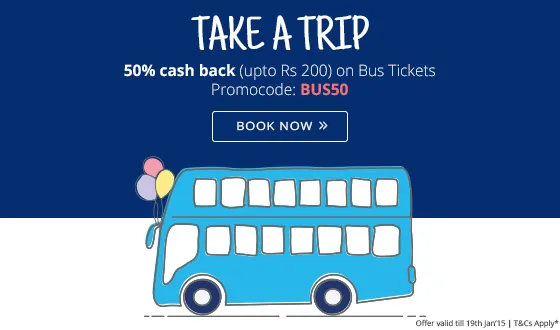 TAKE A TRIP
50% cash back (upto Rs 200) on Bus Tickets
Promocode: BUS50
BOOK NOW »
Offer valid till 19th Jan'15 | T&Cs Apply*